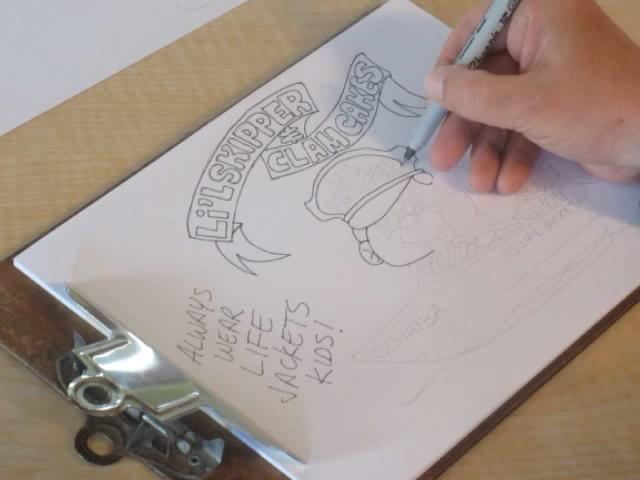 Li'L SKIPPER
#
CLAM CAKES
ALWAYS
WEAR
LIFE
JACKETS
KIDS!